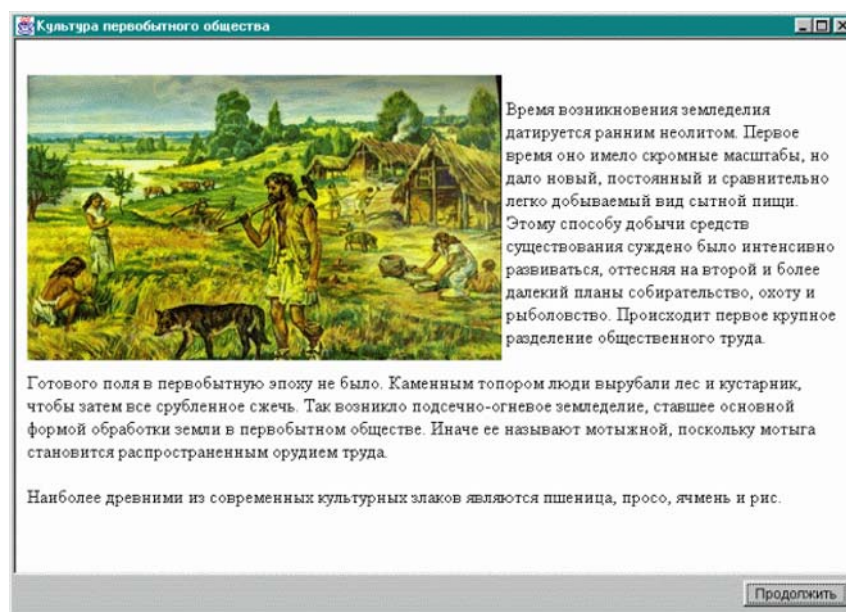 Культура первобытного общества
Время возникновения земледелия
датируется ранним неолитом. Первое
время оно имело скромные масштабы, но
дало новый, постоянный и сравнительно
легко добываемый вид сытной пищи.
Этому способу добычи средств
существования суждено было интенсивно
развиваться, оттесняя на второй и более
далекий планы собирательство, охоту и
рыболовство. Происходит первое крупное
разделение общественного труда.
Готового поля в первобытную эпоху не было. Каменным топором люди вырубали лес и кустарник,
чтобы затем все срубленное сжечь. Так возникло подсечно-огневое земледелие, ставшее основной
формой обработки земли в первобытном обществе. Иначе ее называют мотыжной, поскольку мотыга
становится распространенным орудием труда.
Наиболее древними из современных культурных злаков являются пшеница, просо, ячмень и рис.
Продолжить